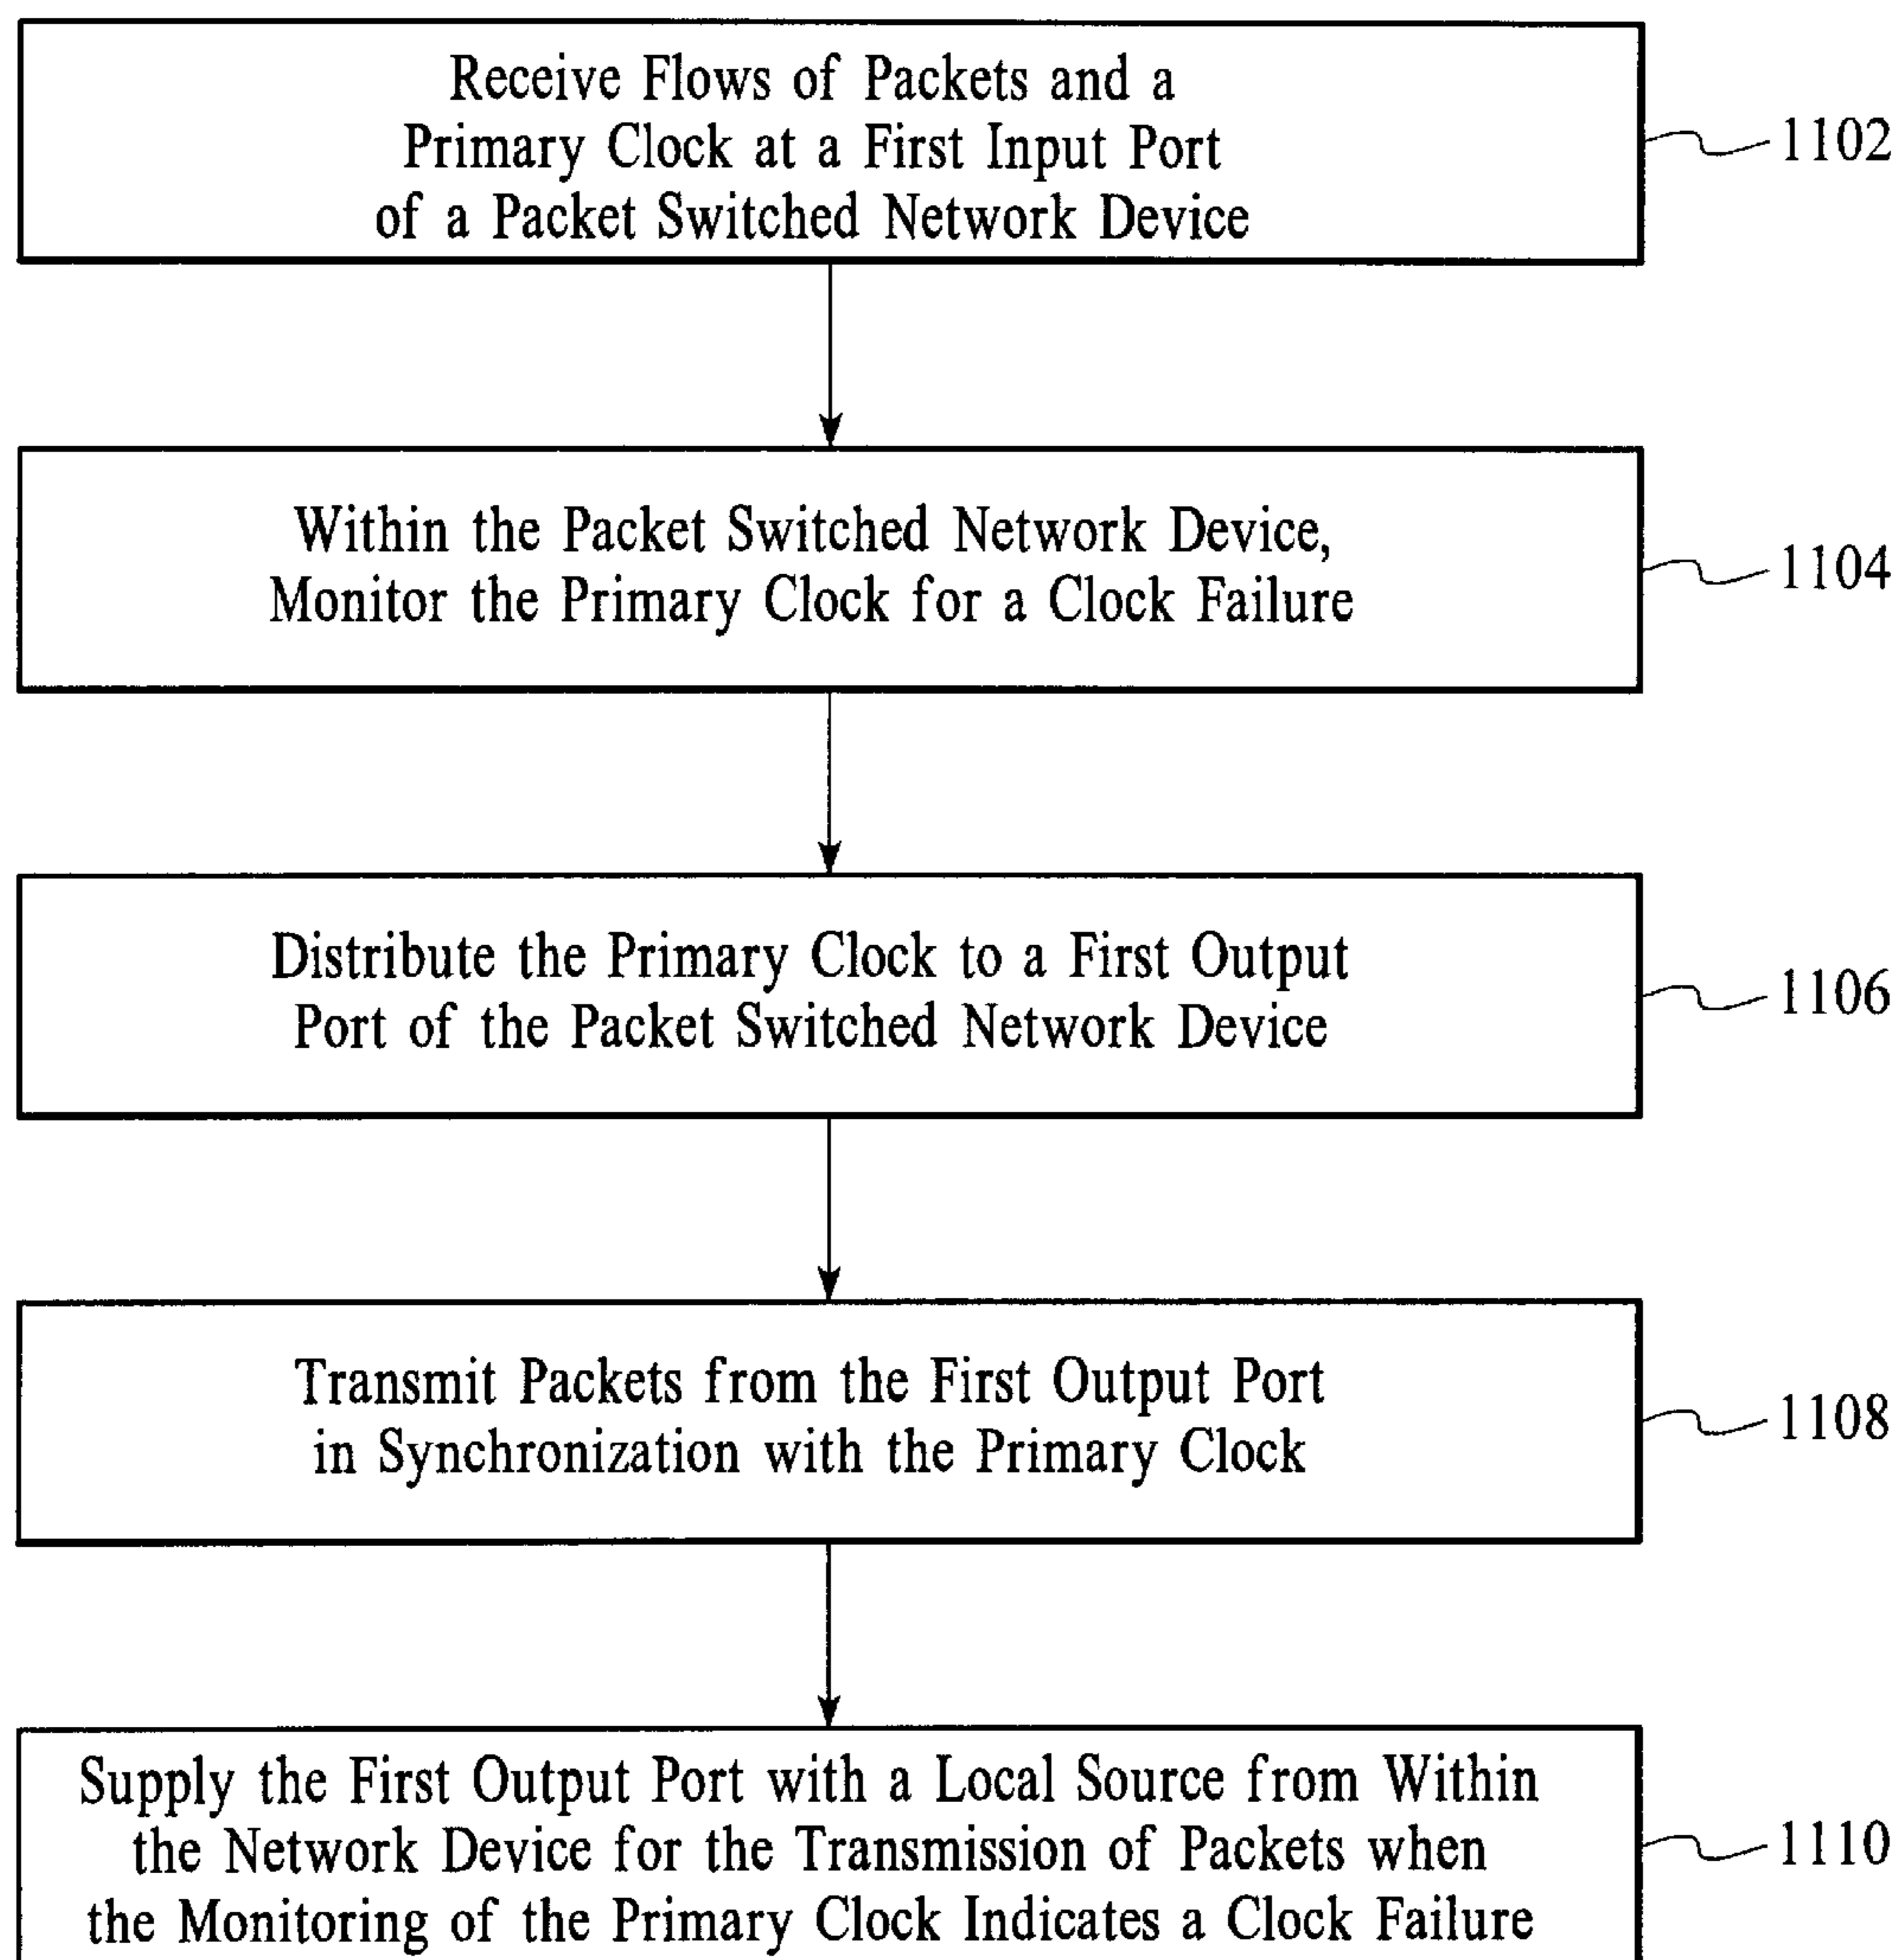 Receive Flows of Packets and a
Primary Clock at a First Input Port
of a Packet Switched Network Device
1102
Within the Packet Switched Network Device,
Monitor the Primary Clock for a Clock Failure
1104
Distribute the Primary Clock to a First Output
Port of the Packet Switched Network Device
1106
Transmit Packets from the First Output Port
in Synchronization with the Primary Clock
1108
Supply the First Output Port with a Local Source from Within
the Network Device for the Transmission of Packets when
the Monitoring of the Primary Clock Indicates a Clock Failure
1110